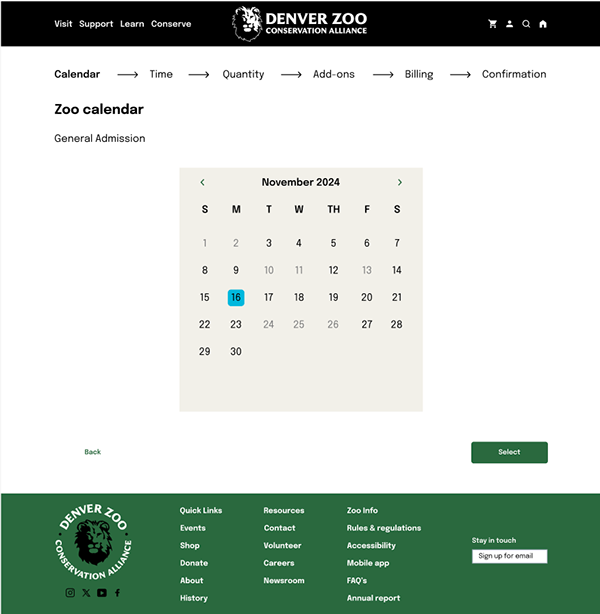 Visit Support Learn Conserve
DENVER ZOO
CONSERVATION ALLIANCE
Calendar Time Quantity Add-ons Billing Confirmation
Zoo calendar
General Admission
November 2024
S M T W TH F S
1 2 3 4 5 6 7
8 9 10 11 12 13 14
15 16 17 18 19 20 21
22 23 24 25 26 27 28
29 30
Back Select
DENVER ZOO
CONSERVATION ALLIANCE
Quick Links
Events
Shop
Donate
About
History
Resources
Contact
Volunteer
Careers
Newsroom
Zoo Info
Rules & regulations
Accessibility
Mobile app
FAQ's
Annual report
Stay in touch
Sign up for email